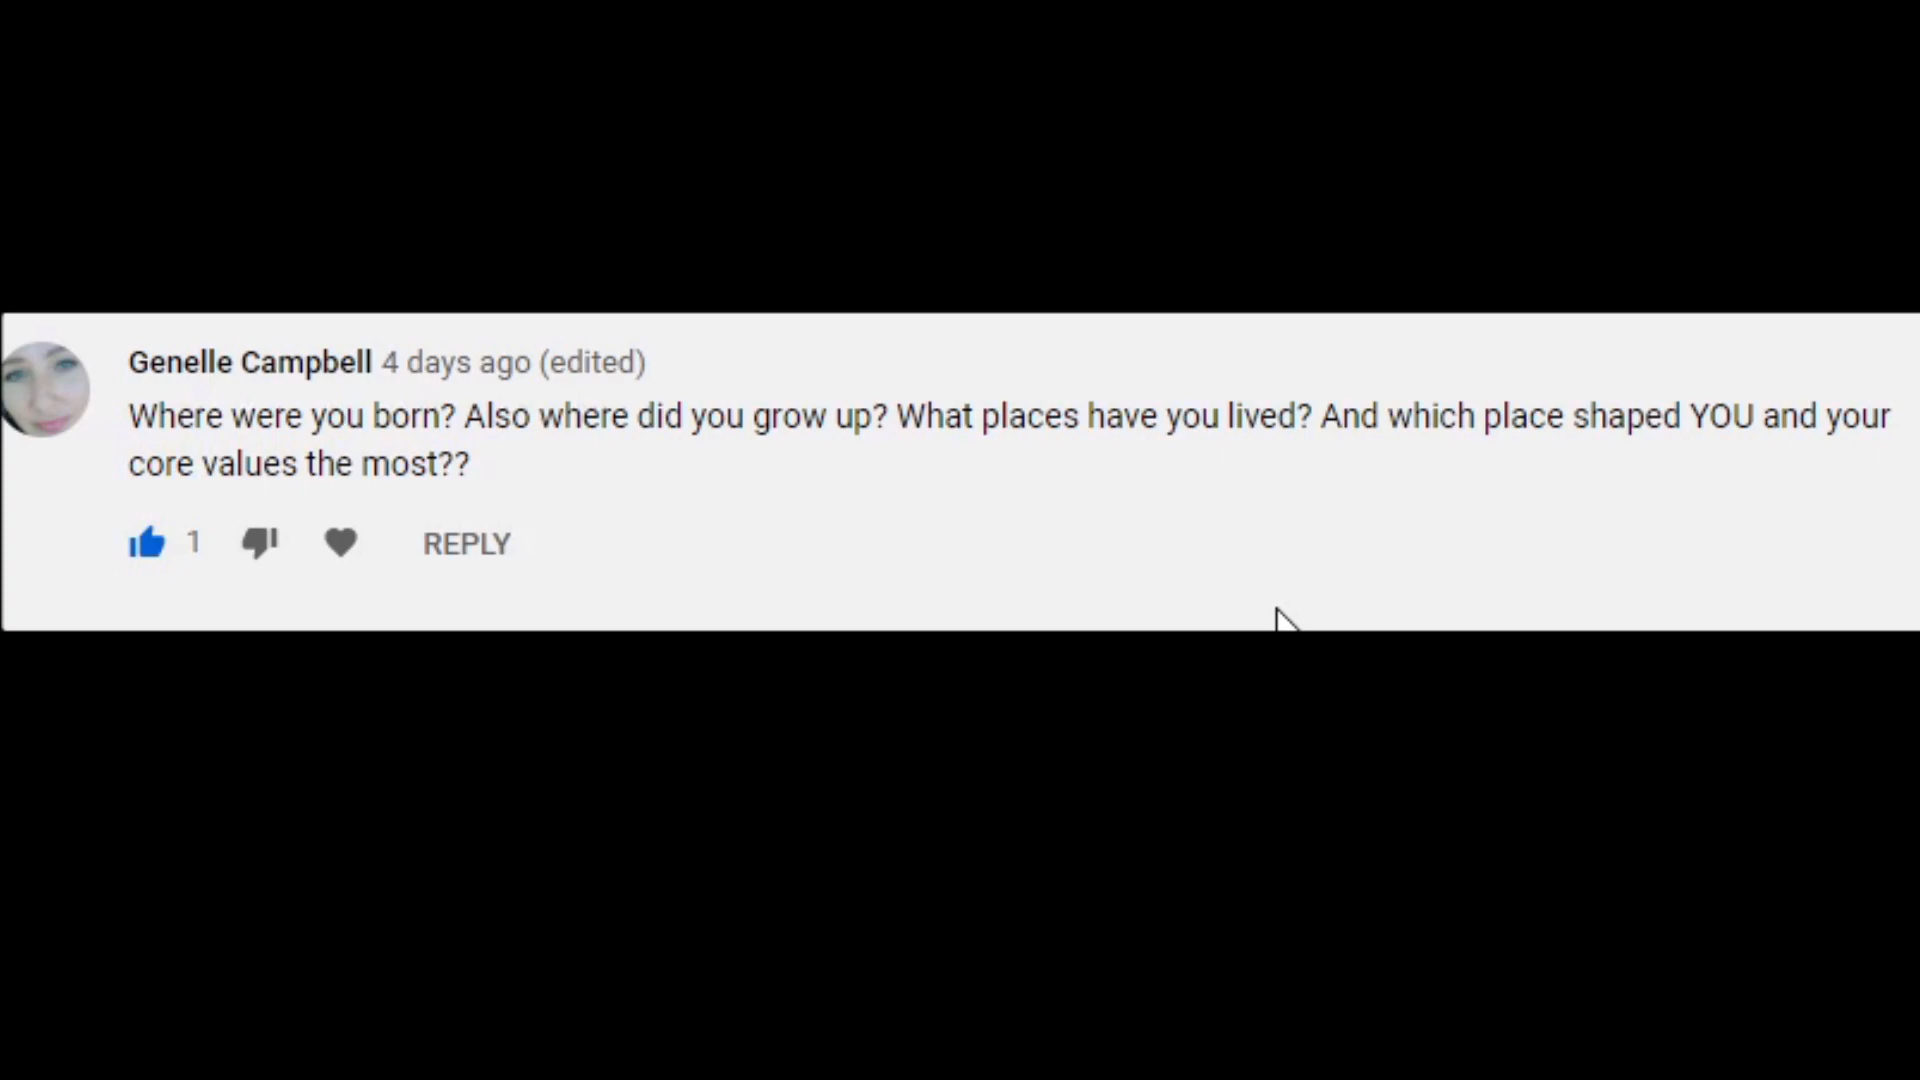 Genelle Campbell 4 days ago (edited)
Where were you born? Also where did you grow up? What places have you lived? And which place shaped YOU and your
core values the most??
1 REPLY